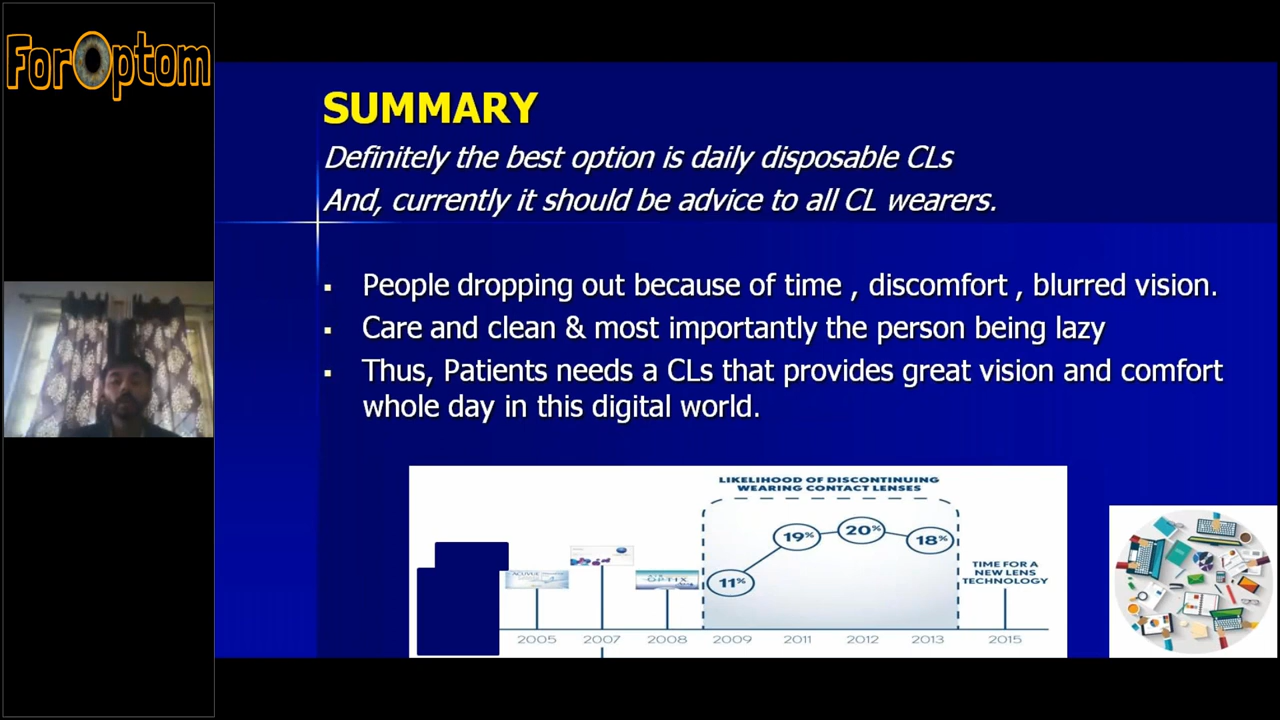 ForOptom
SUMMARY
Definitely the best option is daily disposable CLs
And, currently it should be advice to all CL wearers.
▪ People dropping out because of time , discomfort , blurred vision.
▪ Care and clean & most importantly the person being lazy
▪ Thus, Patients needs a CLs that provides great vision and comfort
whole day in this digital world.
LIKELIHOOD OF DISCONTINUING
WEARING CONTACT LENSES
19% 20% 18%
11%
ACUVUE
OPTIX
TIME FOR A
NEW LENS
TECHNOLOGY
2005 2007 2008 2009 2011 2012 2013 2015